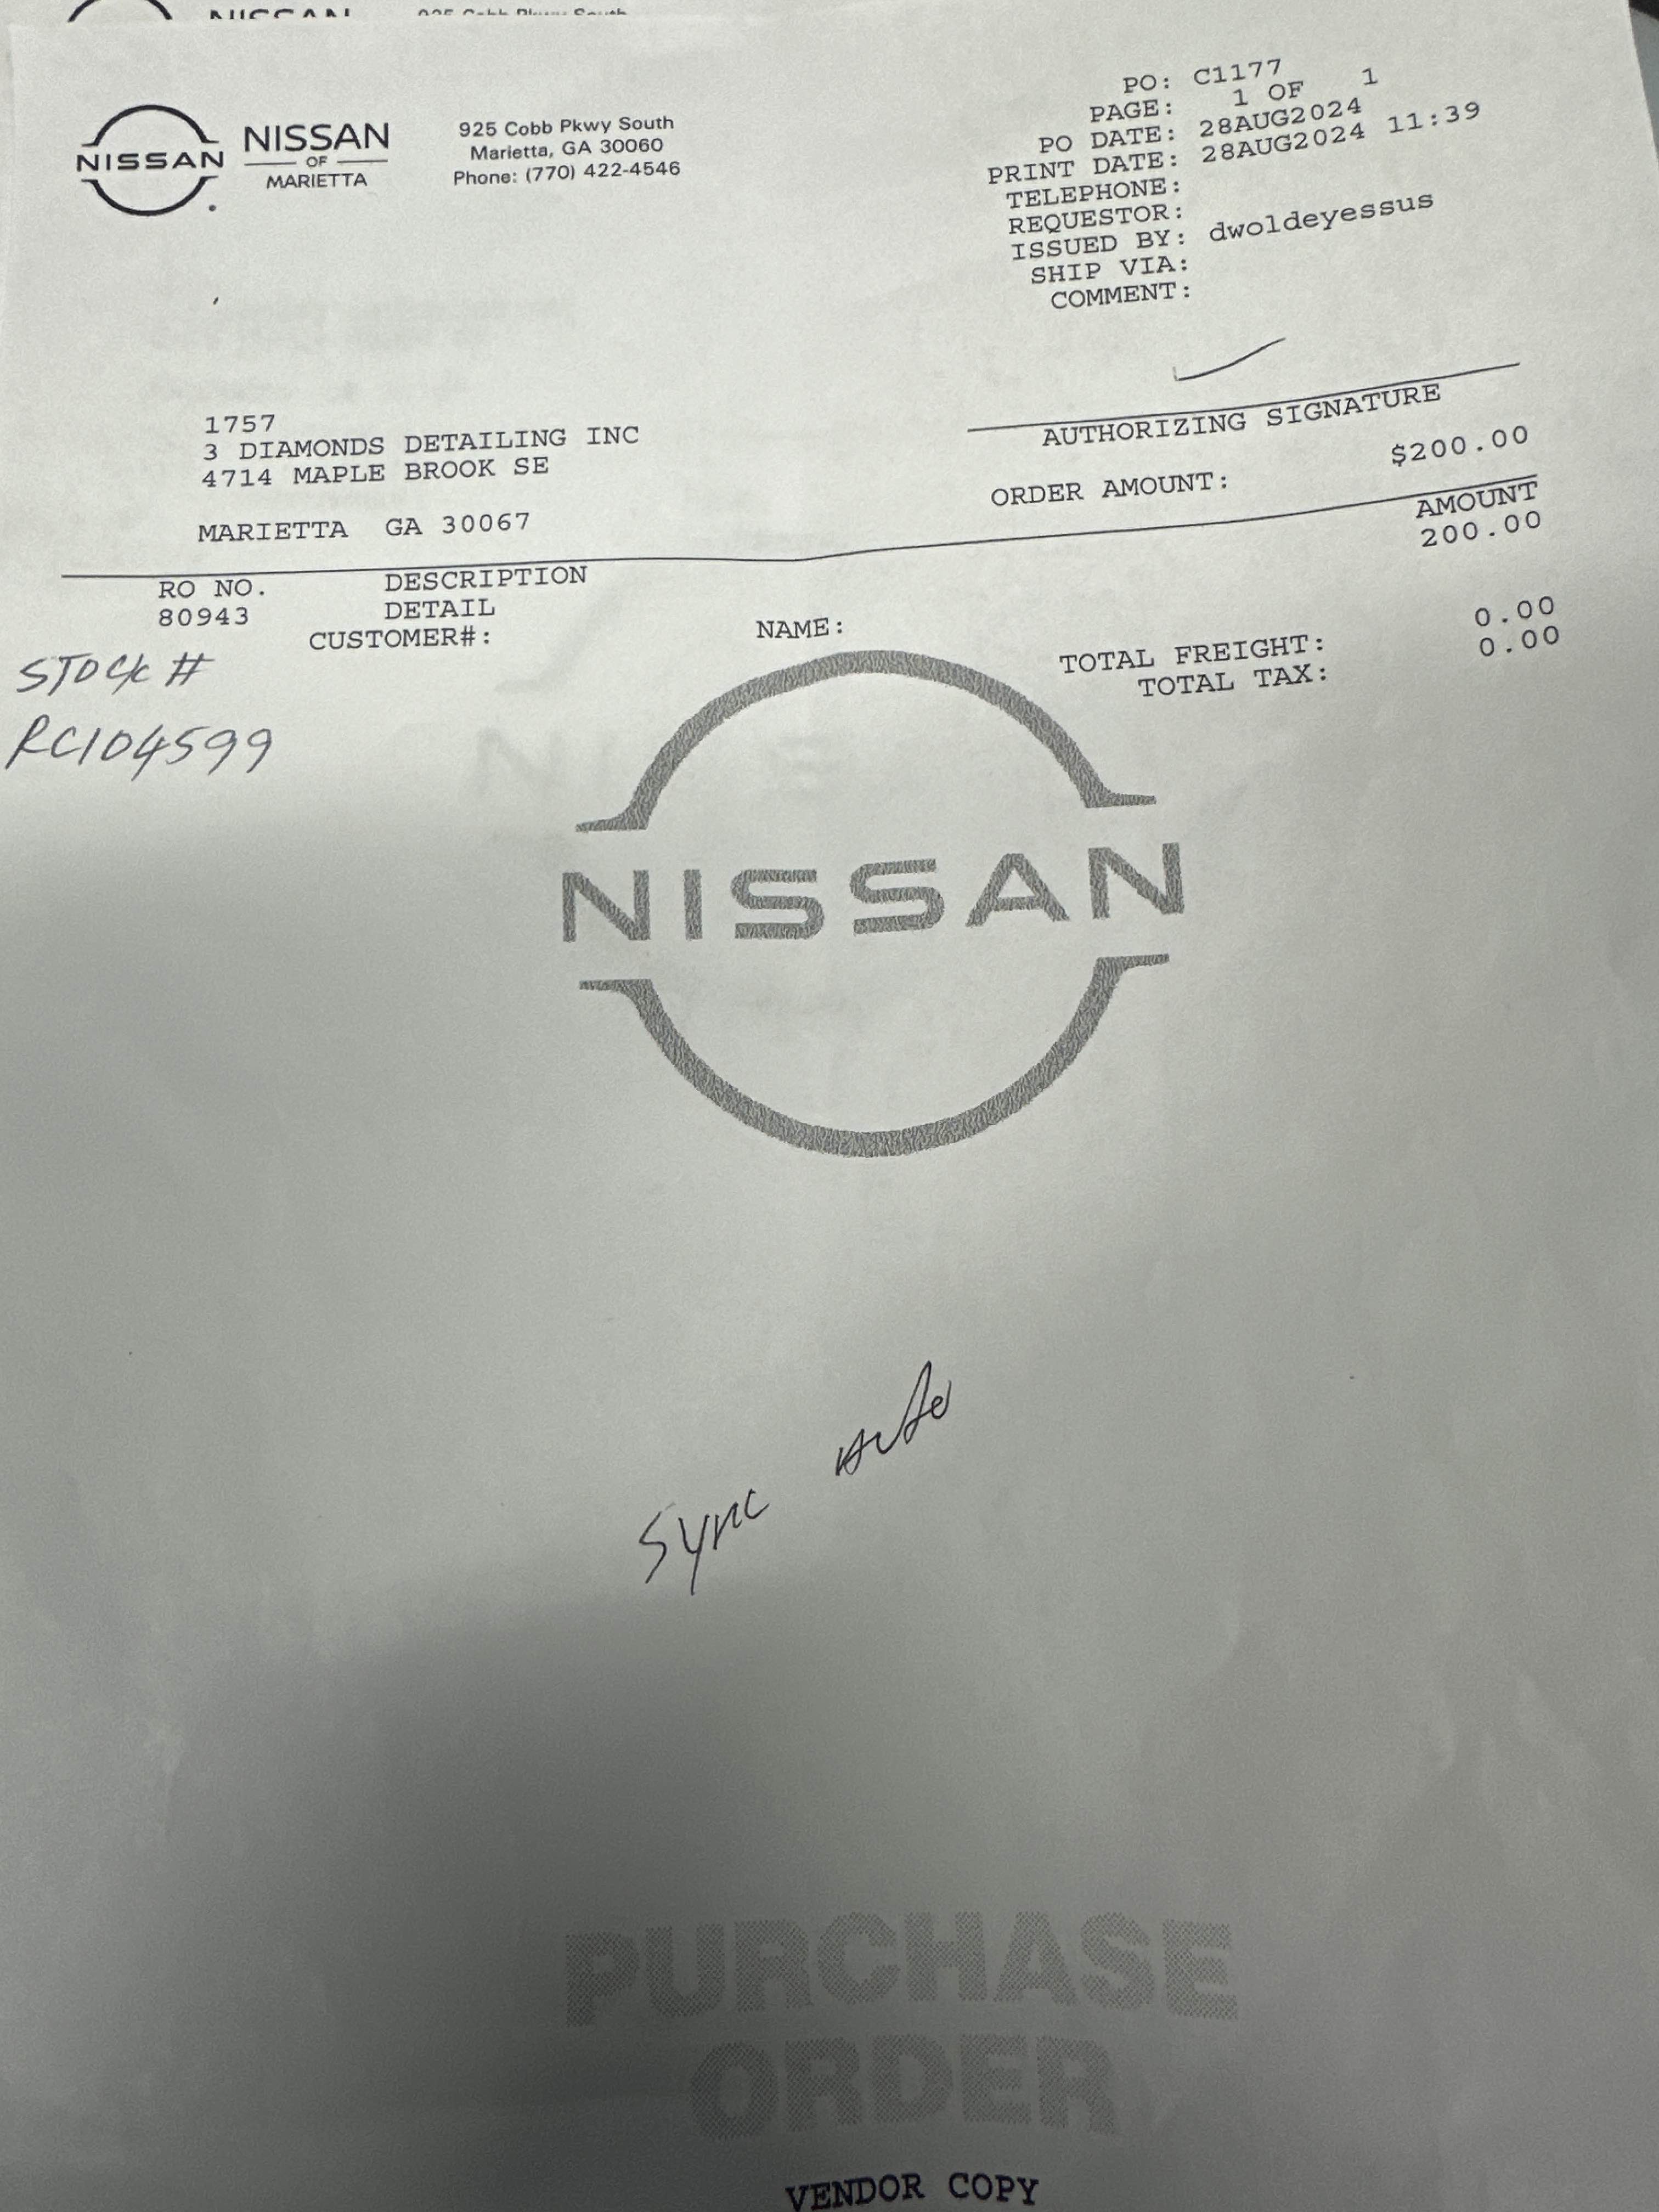 NISSAN
NISSAN
OF
MARIETTA
925 Cobb Pkwy South
Marietta, GA 30060
Phone: (770) 422-4546
PO: C1177
PAGE: 1 OF 1
PO DATE: 28AUG2024
PRINT DATE: 28AUG2024 11:39
TELEPHONE:
REQUESTOR:
ISSUED BY: dwoldeyessus
SHIP VIA:
COMMENT:
1757
3 DIAMONDS DETAILING INC
4714 MAPLE BROOK SE
MARIETTA GA 30067
AUTHORIZING SIGNATURE
ORDER AMOUNT: $200.00
RO NO. DESCRIPTION AMOUNT
80943 DETAIL 200.00
CUSTOMER#: NAME:
TOTAL FREIGHT: 0.00
TOTAL TAX: 0.00
STOCK #
RC104599
NISSAN
Sync Auto
PURCHASE
ORDER
VENDOR COPY